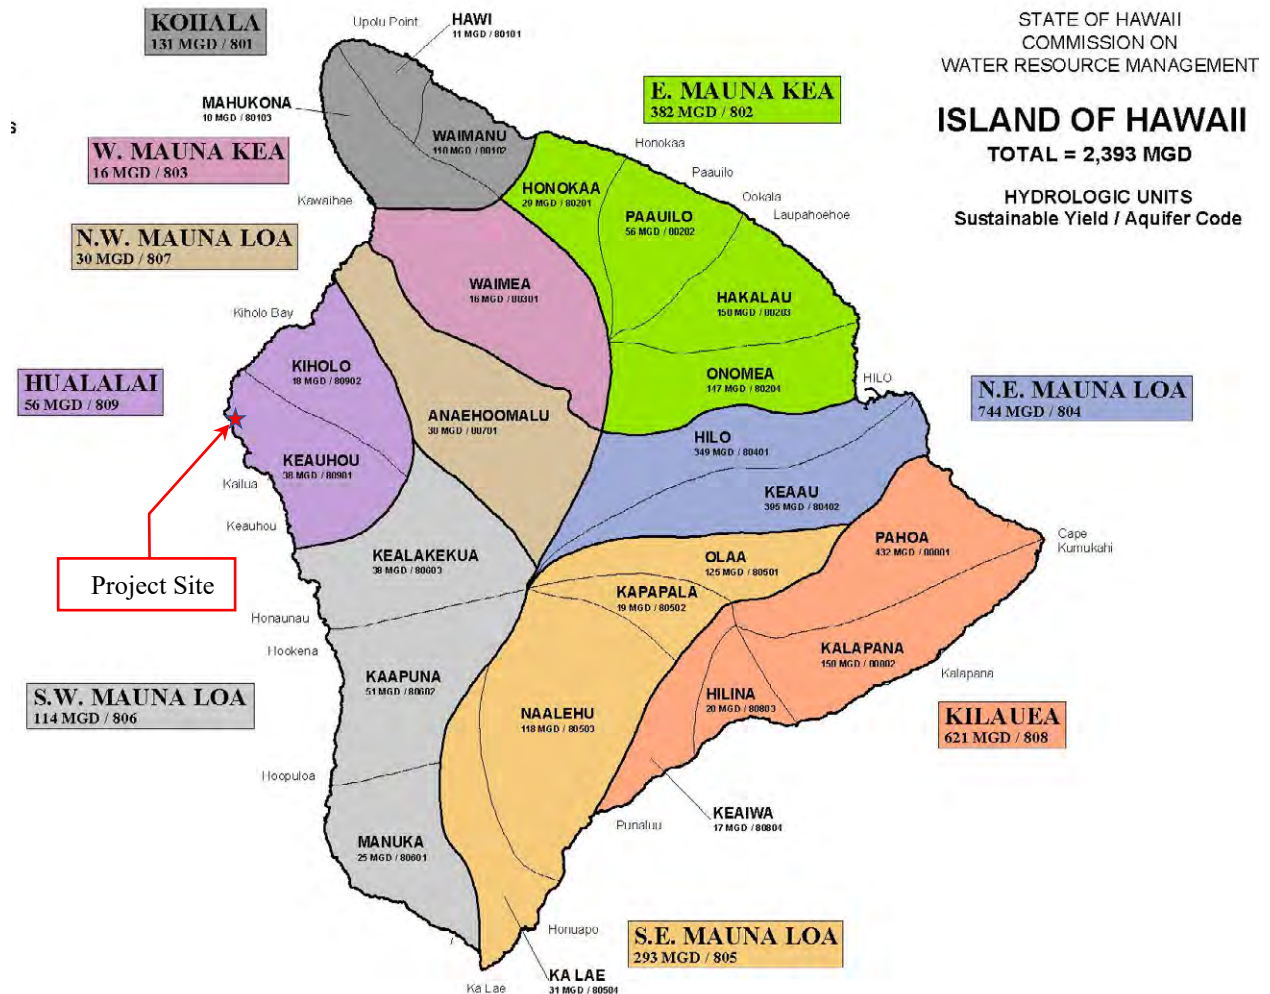 STATE OF HAWAII
COMMISSION ON
WATER RESOURCE MANAGEMENT
ISLAND OF HAWAII
TOTAL = 2,393 MGD
HYDROLOGIC UNITS
Sustainable Yield / Aquifer Code
KOHALA
131 MGD / 801
Upolu Point
HAWI
11 MGD / 80101
MAHUKONA
10 MGD / 80103
WAIMANU
110 MGD / 80102
E. MAUNA KEA
382 MGD / 802
s
W. MAUNA KEA
16 MGD / 803
Kawaihae
HONOKAA
29 MGD / 80201
Honokaa
Paauilo
Ookala
Laupahoehoe
PAAUILO
56 MGD / 80202
N.W. MAUNA LOA
30 MGD / 807
WAIMEA
16 MGD / 80301
HAKALAU
150 MGD / 80203
Kiholo Bay
KIHOLO
18 MGD / 80902
ONOMEA
147 MGD / 80204
HILO
HUALALAI
56 MGD / 809
N.E. MAUNA LOA
744 MGD / 804
ANAEHOOMALU
30 MGD / 80701
HILO
349 MGD / 80401
KEAUHOU
38 MGD / 80901
Kailua
KEAAU
395 MGD / 80402
Keauhou
KEALAKEKUA
38 MGD / 80603
OLAA
125 MGD / 80501
PAHOA
432 MGD / 80801
Cape
Kumukahi
Project Site
KAPAPALA
19 MGD / 80502
Honaunau
Hookena
KAAPUNA
51 MGD / 80602
KALAPANA
150 MGD / 80802
Kalapana
S.W. MAUNA LOA
114 MGD / 806
NAALEHU
118 MGD / 80503
HILINA
20 MGD / 80803
KILAUEA
621 MGD / 808
Hoopuloa
MANUKA
25 MGD / 80601
Punaluu
KEAIWA
17 MGD / 80804
Honuapo
S.E. MAUNA LOA
293 MGD / 805
Ka Lae
KA LAE
31 MGD / 80504